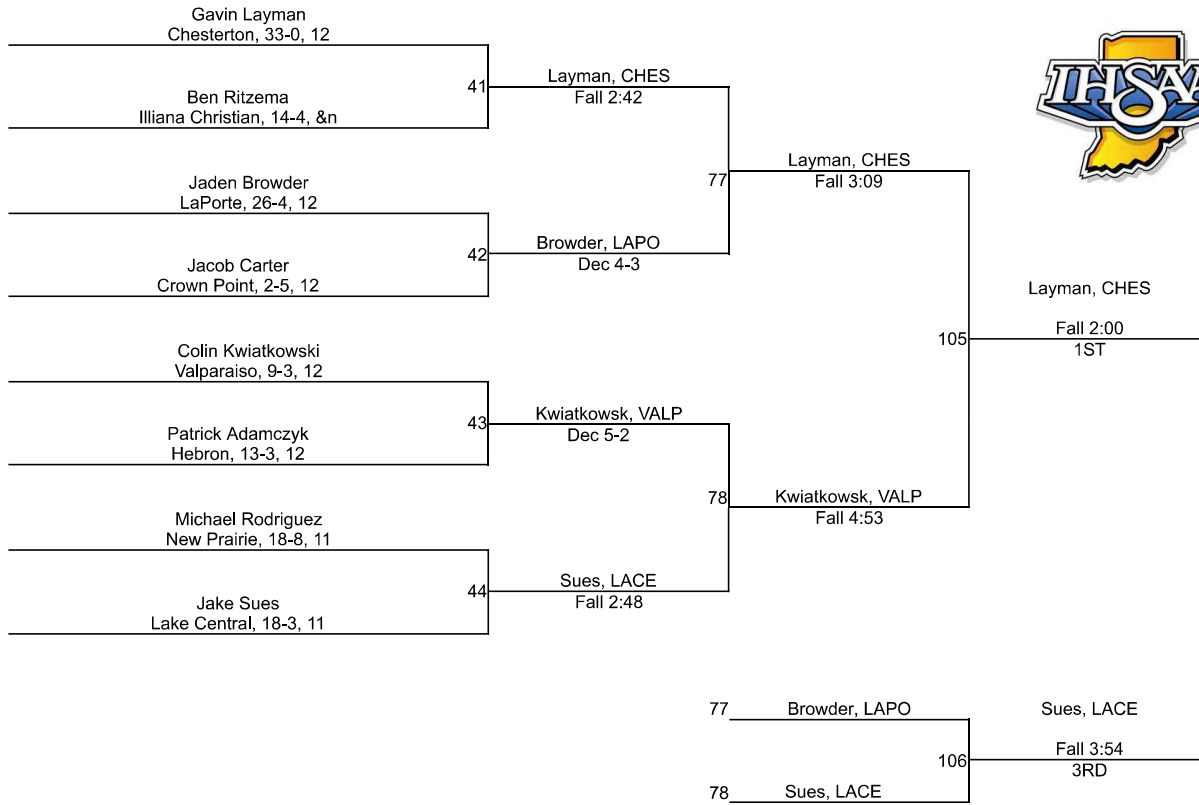 Gavin Layman
Chesterton, 33-0, 12
41
Layman, CHES
Fall 2:42
Ben Ritzema
Illiana Christian, 14-4, &n
77
Layman, CHES
Fall 3:09
Jaden Browder
LaPorte, 26-4, 12
42
Browder, LAPO
Dec 4-3
Jacob Carter
Crown Point, 2-5, 12
105
Layman, CHES
Fall 2:00
1ST
Colin Kwiatkowski
Valparaiso, 9-3, 12
43
Kwiatkowsk, VALP
Dec 5-2
Patrick Adamczyk
Hebron, 13-3, 12
78
Kwiatkowsk, VALP
Fall 4:53
Michael Rodriguez
New Prairie, 18-8, 11
44
Sues, LACE
Fall 2:48
Jake Sues
Lake Central, 18-3, 11
77
Browder, LAPO
106
Sues, LACE
Fall 3:54
3RD
78
Sues, LACE
IHSAA